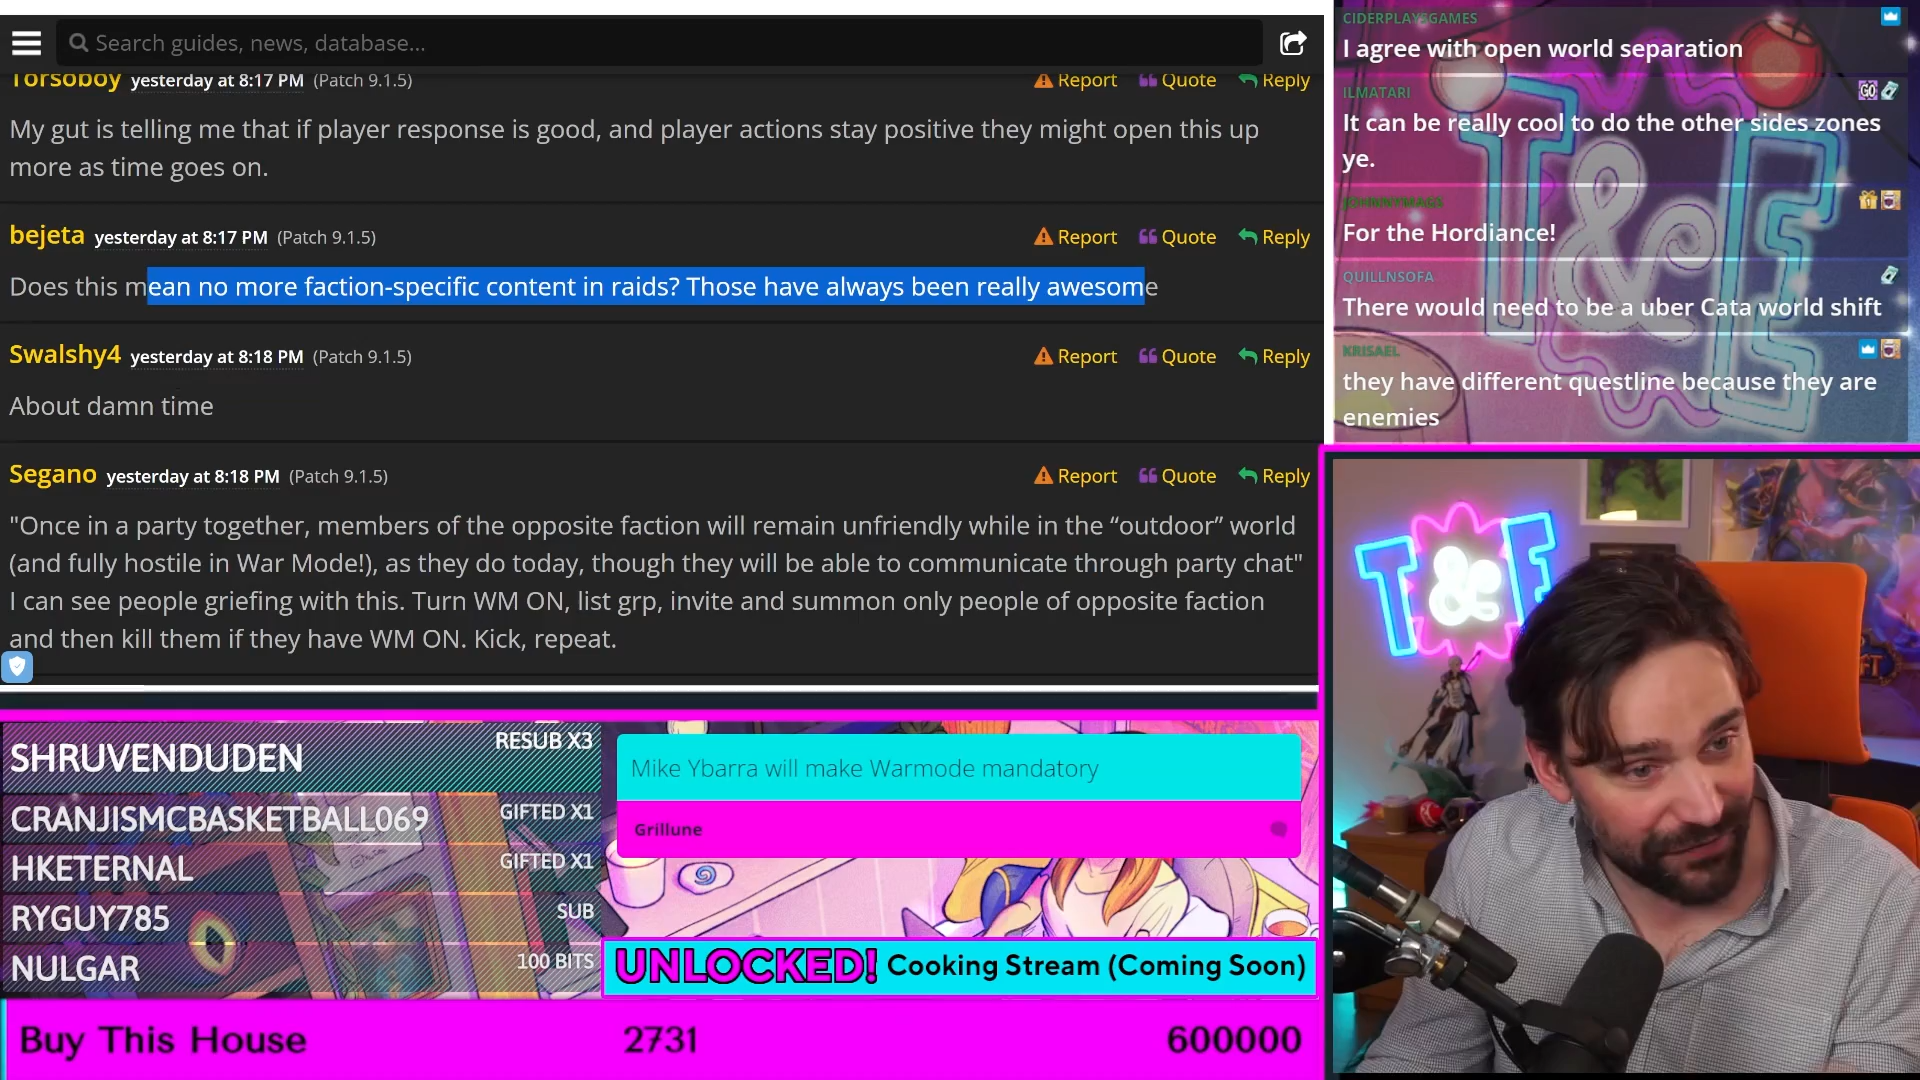 Search guides, news, database...
Torsoboy yesterday at 8:17 PM (Patch 9.1.5) Report Quote Reply
My gut is telling me that if player response is good, and player actions stay positive they might open this up
more as time goes on.
bejeta yesterday at 8:17 PM (Patch 9.1.5) Report Quote Reply
Does this mean no more faction-specific content in raids? Those have always been really awesome
Swalshy4 yesterday at 8:18 PM (Patch 9.1.5) Report Quote Reply
About damn time
Segano yesterday at 8:18 PM (Patch 9.1.5) Report Quote Reply
"Once in a party together, members of the opposite faction will remain unfriendly while in the “outdoor” world
(and fully hostile in War Mode!), as they do today, though they will be able to communicate through party chat"
I can see people griefing with this. Turn WM ON, list grp, invite and summon only people of opposite faction
and then kill them if they have WM ON. Kick, repeat.
CIDERPLAYSGAMES
I agree with open world separation
ILMATARI
GO
It can be really cool to do the other sides zones
ye.
For the Hordiance!
QUILLNSOFA
There would need to be a uber Cata world shift
KRISAEL
they have different questline because they are
enemies
T&E
T&E
SHRUVENDUDEN RESUB X3
CRANJISMCBASKETBALL069 GIFTED X1
HKETERNAL GIFTED X1
RYGUY785 SUB
NULGAR 100 BITS
Mike Ybarra will make Warmode mandatory
Grillune
UNLOCKED! Cooking Stream (Coming Soon)
Buy This House 2731 600000